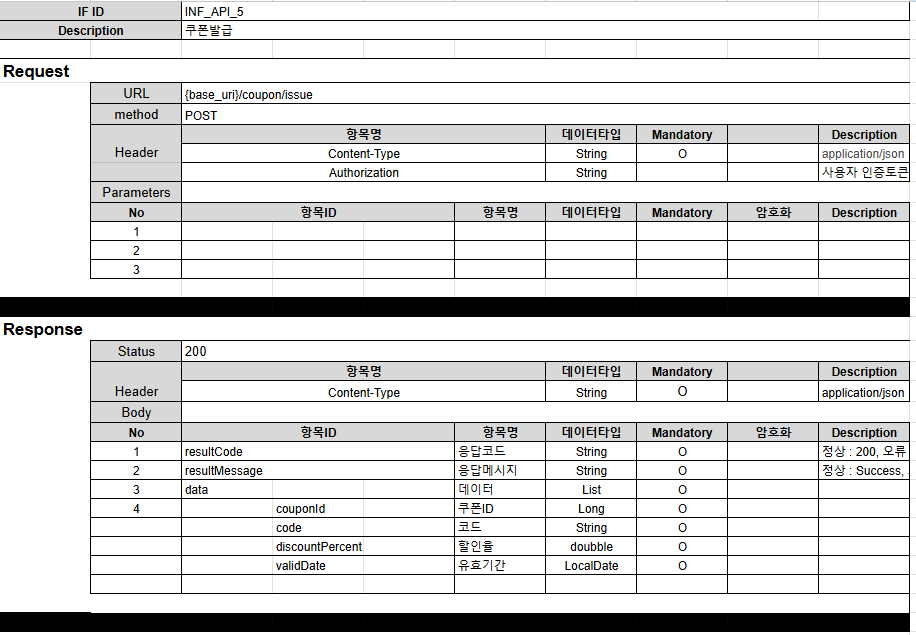 IF ID INF_API_5
Description 쿠폰발급
Request
URL {base_uri}/coupon/issue
method POST
Header 항목명 데이터타입 Mandatory Description
Content-Type String O application/json
Authorization String 사용자 인증토큰
Parameters
No 항목ID 항목명 데이터타입 Mandatory 암호화 Description
1
2
3
Response
Status 200
Header 항목명 데이터타입 Mandatory Description
Content-Type String O application/json
Body
No 항목ID 항목명 데이터타입 Mandatory 암호화 Description
1 resultCode 응답코드 String O 정상 : 200, 오류
2 resultMessage 응답메시지 String O 정상 : Success,
3 data 데이터 List O
4 couponId 쿠폰ID Long O
code 코드 String O
discountPercent 할인율 doubble O
validDate 유효기간 LocalDate O